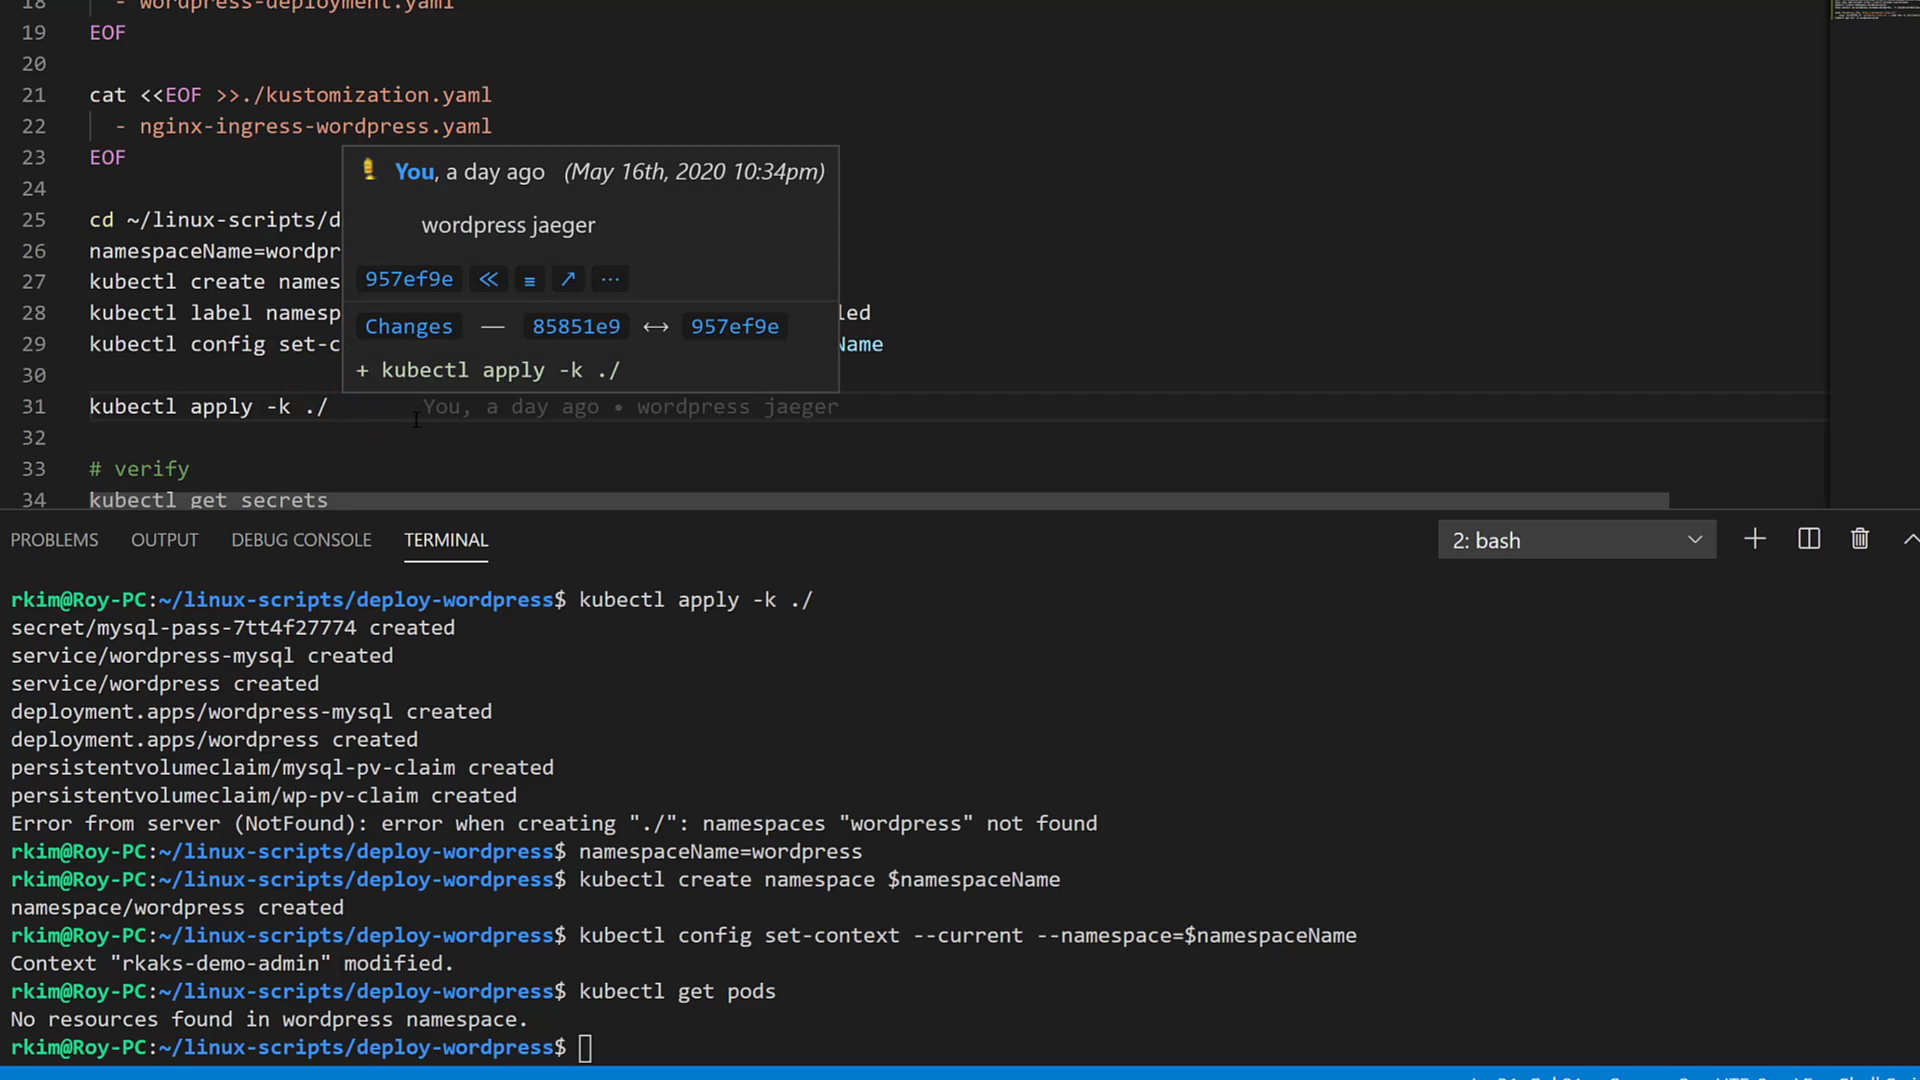 18 - wordpress-deployment.yaml
19 EOF
20
21 cat <<EOF >>./kustomization.yaml
22 - nginx-ingress-wordpress.yaml
23 EOF
24
You, a day ago (May 16th, 2020 10:34pm)
25 cd ~/linux-scripts/d
wordpress jaeger
26 namespaceName=wordpr
27 kubectl create names
957ef9e
28 kubectl label namesp led
Changes — 85851e9 ↔ 957ef9e
29 kubectl config set-c Name
30
+ kubectl apply -k ./
31 kubectl apply -k ./ You, a day ago • wordpress jaeger
32
33 # verify
34 kubectl get secrets
PROBLEMS OUTPUT DEBUG CONSOLE TERMINAL 2: bash
rkim@Roy-PC:~/linux-scripts/deploy-wordpress$ kubectl apply -k ./
secret/mysql-pass-7tt4f27774 created
service/wordpress-mysql created
service/wordpress created
deployment.apps/wordpress-mysql created
deployment.apps/wordpress created
persistentvolumeclaim/mysql-pv-claim created
persistentvolumeclaim/wp-pv-claim created
Error from server (NotFound): error when creating "./": namespaces "wordpress" not found
rkim@Roy-PC:~/linux-scripts/deploy-wordpress$ namespaceName=wordpress
rkim@Roy-PC:~/linux-scripts/deploy-wordpress$ kubectl create namespace $namespaceName
namespace/wordpress created
rkim@Roy-PC:~/linux-scripts/deploy-wordpress$ kubectl config set-context --current --namespace=$namespaceName
Context "rkaks-demo-admin" modified.
rkim@Roy-PC:~/linux-scripts/deploy-wordpress$ kubectl get pods
No resources found in wordpress namespace.
rkim@Roy-PC:~/linux-scripts/deploy-wordpress$